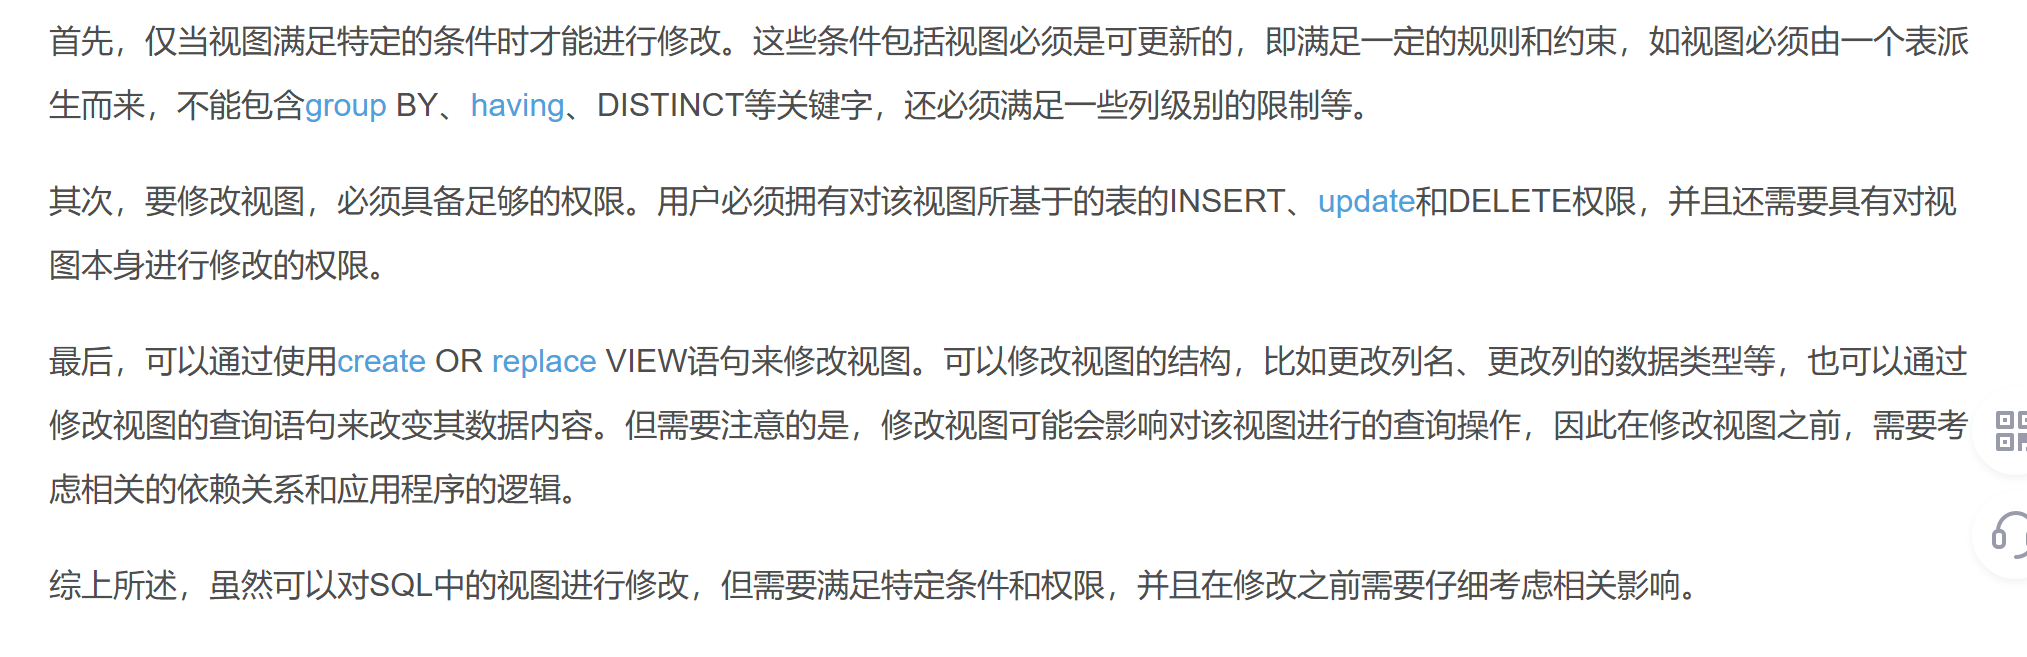 首先，仅当视图满足特定的条件时才能进行修改。这些条件包括视图必须是可更新的，即满足一定的规则和约束，如视图必须由一个表派
生而来，不能包含group BY、having、DISTINCT等关键字，还必须满足一些列级别的限制等。
其次，要修改视图，必须具备足够的权限。用户必须拥有对该视图所基于的表的INSERT、update和DELETE权限，并且还需要具有对视
图本身进行修改的权限。
最后，可以通过使用create OR replace VIEW语句来修改视图。可以修改视图的结构，比如更改列名、更改列的数据类型等，也可以通过
修改视图的查询语句来改变其数据内容。但需要注意的是，修改视图可能会影响对该视图进行的查询操作，因此在修改视图之前，需要考
虑相关的依赖关系和应用程序的逻辑。
综上所述，虽然可以对SQL中的视图进行修改，但需要满足特定条件和权限，并且在修改之前需要仔细考虑相关影响。